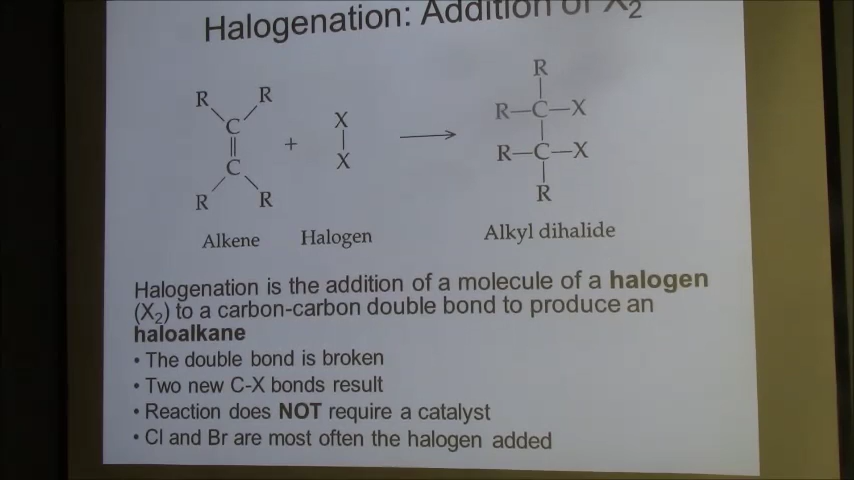 Halogenation: Addition of X2
R R R
C X R—C—X
+
C X R—C—X
R R R
Alkene Halogen Alkyl dihalide
Halogenation is the addition of a molecule of a halogen
(X2) to a carbon-carbon double bond to produce an
haloalkane
• The double bond is broken
• Two new C-X bonds result
• Reaction does NOT require a catalyst
• Cl and Br are most often the halogen added